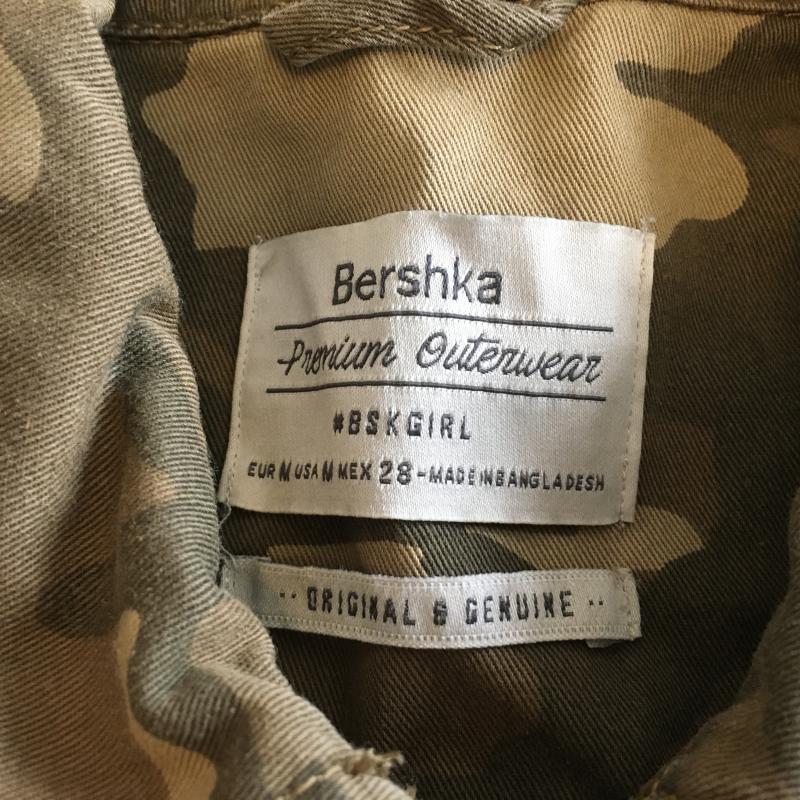 Bershka
Premium Outerwear
#BSKGIRL
EUR M USA M MEX 28 - MADE IN BANGLADESH
·· ORIGINAL & GENUINE ··